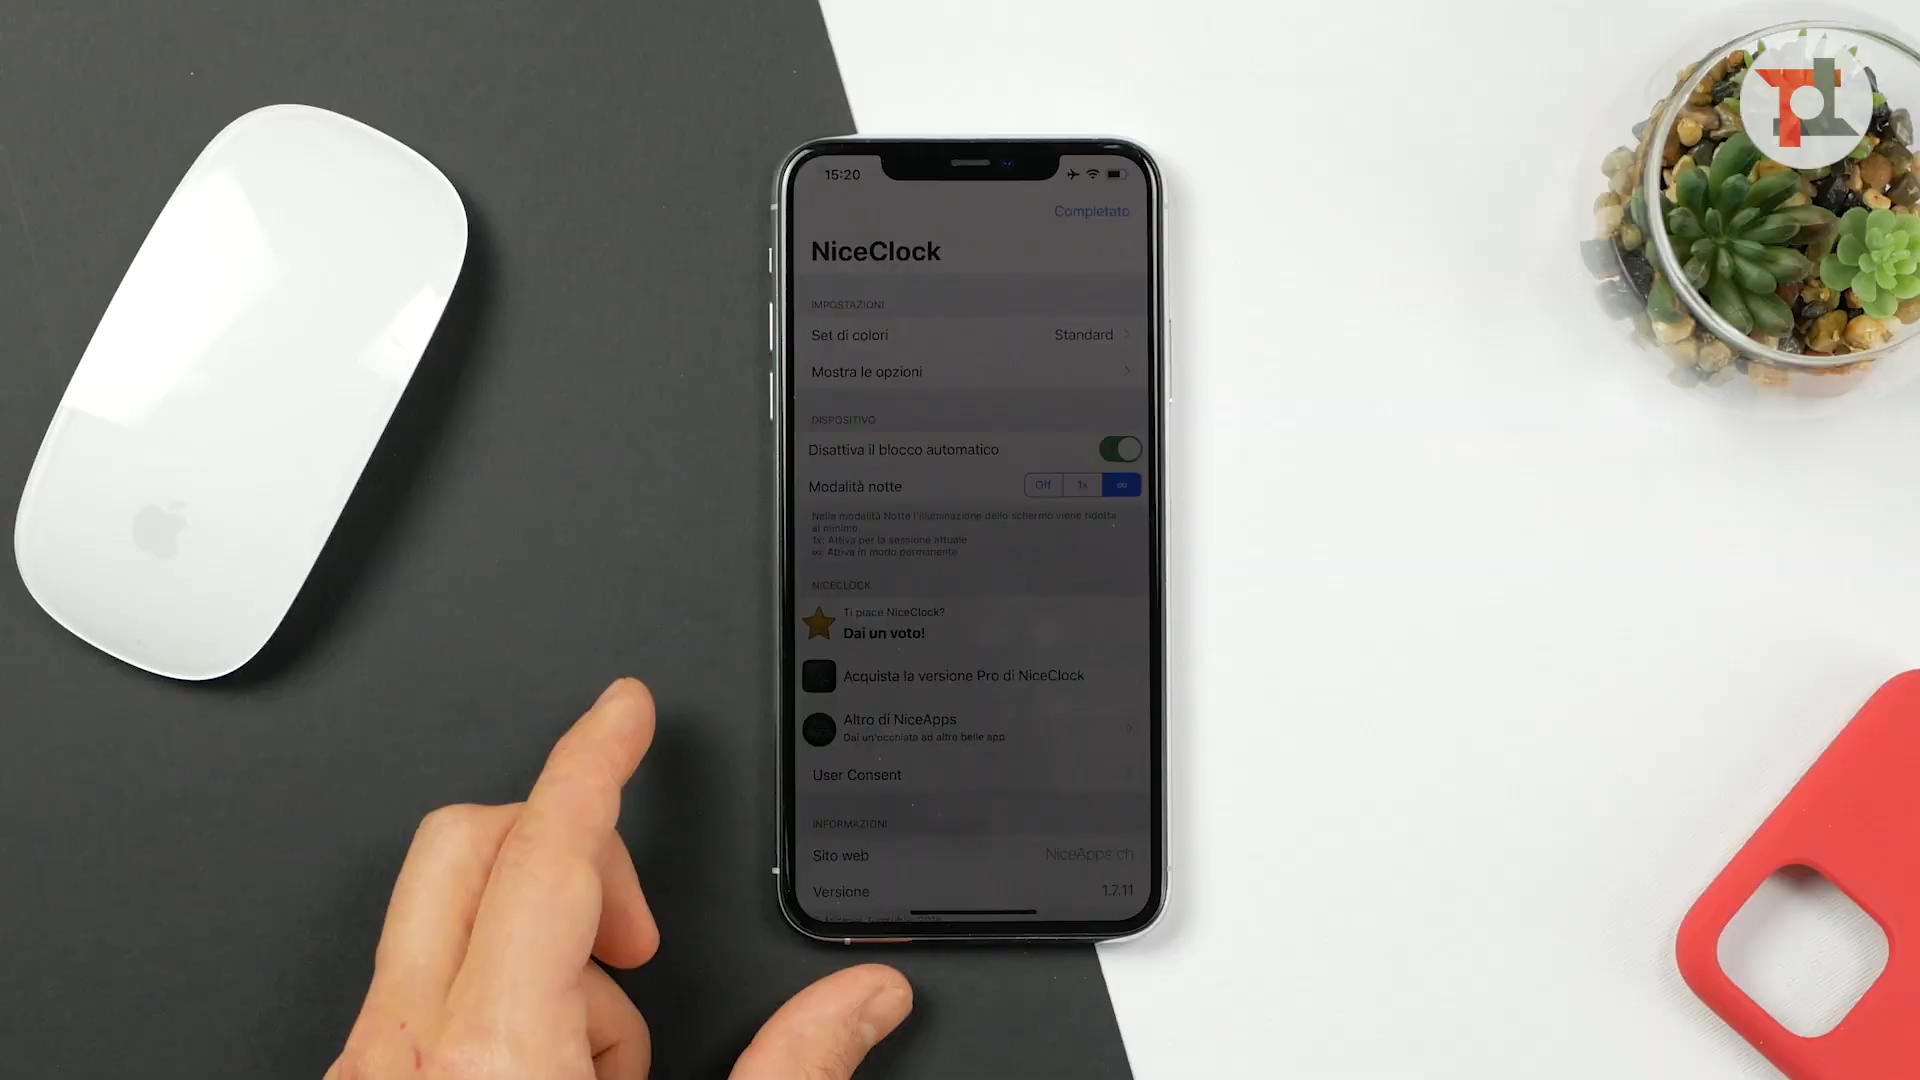 15:20
Completato
NiceClock
IMPOSTAZIONI
Set di colori Standard
Mostra le opzioni
DISPOSITIVO
Disattiva il blocco automatico
Modalità notte Off 1x ∞
Nelle modalità Notte l'illuminazione dello schermo viene ridotta
al minimo.
1x: Attiva per la sessione attuale
∞: Attiva in modo permanente
NICECLOCK
Ti piace NiceClock?
Dai un voto!
Acquista la versione Pro di NiceClock
Altro di NiceApps
Dai un'occhiata ad altre belle app
User Consent
INFORMAZIONI
Sito web NiceApps.ch
Versione 1.7.11